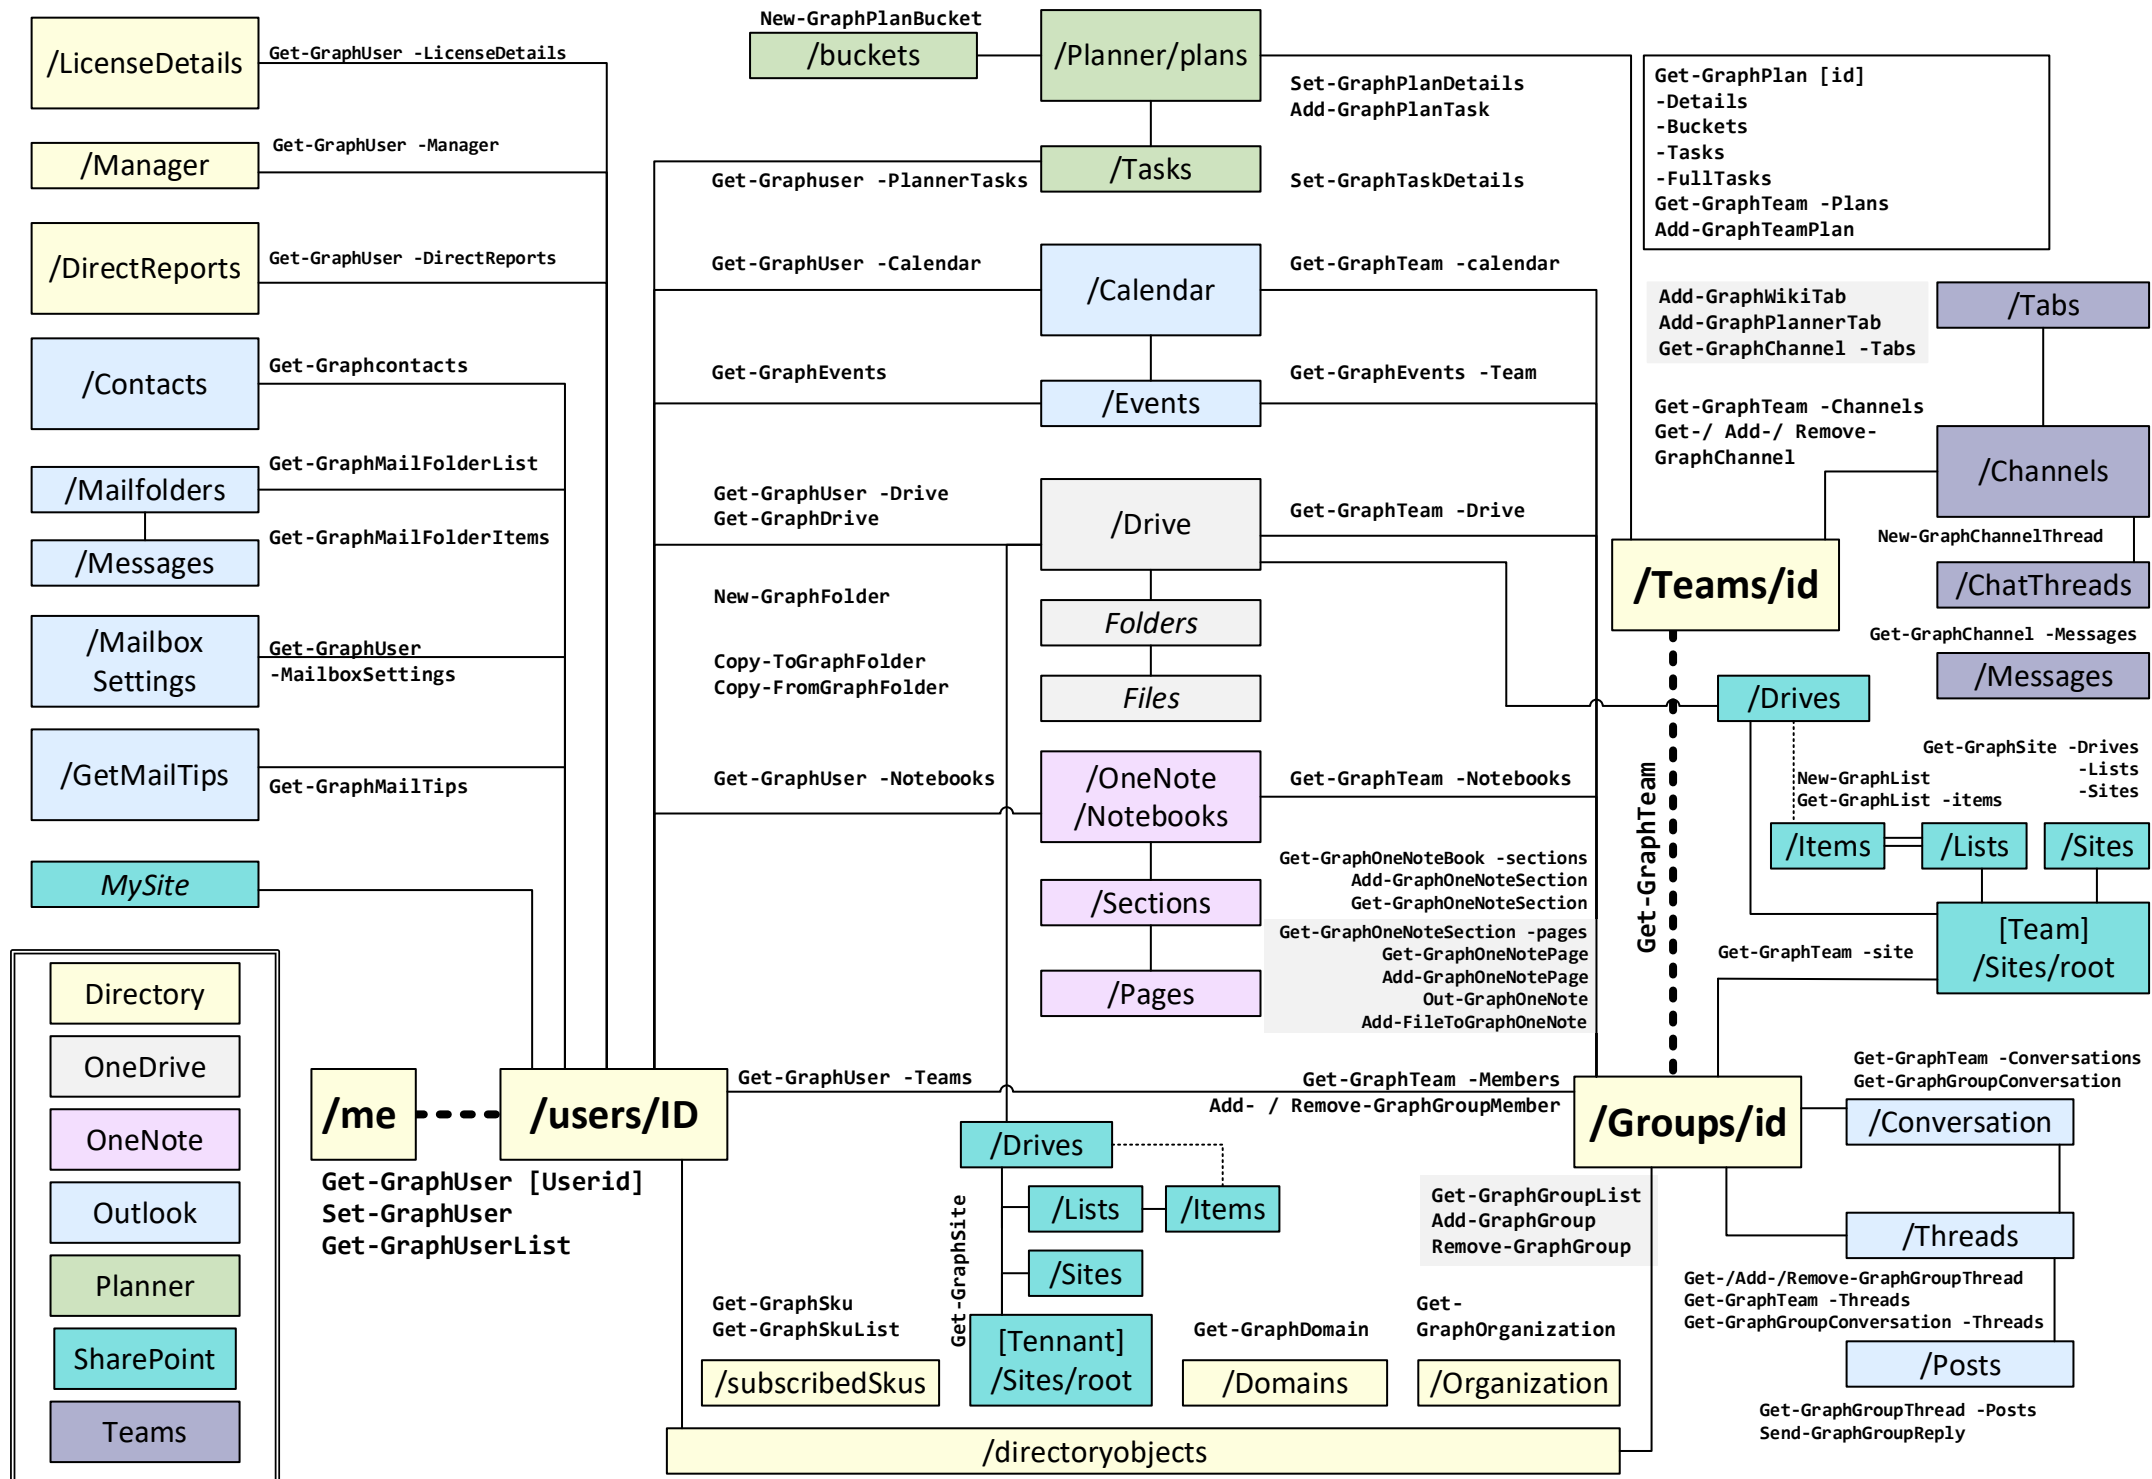 /LicenseDetails
Get-GraphUser -LicenseDetails
/Manager
Get-GraphUser -Manager
/DirectReports
Get-GraphUser -DirectReports
/Contacts
Get-Graphcontacts
/Mailfolders
Get-GraphMailFolderList
/Messages
Get-GraphMailFolderItems
/Mailbox
Settings
Get-GraphUser
-MailboxSettings
/GetMailTips
Get-GraphMailTips
MySite
Directory
OneDrive
OneNote
Outlook
Planner
SharePoint
Teams
/me
/users/ID
Get-GraphUser [Userid]
Set-GraphUser
Get-GraphUserList
New-GraphPlanBucket
/buckets
/Planner/plans
Set-GraphPlanDetails
Add-GraphPlanTask
/Tasks
Get-Graphuser -PlannerTasks
Set-GraphTaskDetails
Get-GraphUser -Calendar
/Calendar
Get-GraphTeam -calendar
Get-GraphEvents
/Events
Get-GraphEvents -Team
Get-GraphUser -Drive
Get-GraphDrive
/Drive
Get-GraphTeam -Drive
New-GraphFolder
Folders
Copy-ToGraphFolder
Copy-FromGraphFolder
Files
Get-GraphUser -Notebooks
/OneNote
/Notebooks
Get-GraphTeam -Notebooks
/Sections
Get-GraphOneNoteBook -sections
Add-GraphOneNoteSection
Get-GraphOneNoteSection
/Pages
Get-GraphOneNoteSection -pages
Get-GraphOneNotePage
Add-GraphOneNotePage
Out-GraphOneNote
Add-FileToGraphOneNote
Get-GraphUser -Teams
Get-GraphTeam -Members
Add- / Remove-GraphGroupMember
/Drives
/Lists
/Items
/Sites
Get-GraphSite
[Tennant]
/Sites/root
Get-GraphSku
Get-GraphSkuList
/subscribedSkus
Get-GraphDomain
/Domains
Get-
GraphOrganization
/Organization
/directoryobjects
Get-GraphPlan [id]
-Details
-Buckets
-Tasks
-FullTasks
Get-GraphTeam -Plans
Add-GraphTeamPlan
Add-GraphWikiTab
Add-GraphPlannerTab
Get-GraphChannel -Tabs
/Tabs
Get-GraphTeam -Channels
Get-/ Add-/ Remove-
GraphChannel
/Channels
New-GraphChannelThread
/Teams/id
/ChatThreads
Get-GraphChannel -Messages
/Messages
Get-GraphTeam
/Drives
Get-GraphSite -Drives
-Lists
-Sites
New-GraphList
Get-GraphList -items
/Items
/Lists
/Sites
[Team]
/Sites/root
Get-GraphTeam -site
/Groups/id
Get-GraphGroupList
Add-GraphGroup
Remove-GraphGroup
Get-GraphTeam -Conversations
Get-GraphGroupConversation
/Conversation
/Threads
Get-/Add-/Remove-GraphGroupThread
Get-GraphTeam -Threads
Get-GraphGroupConversation -Threads
/Posts
Get-GraphGroupThread -Posts
Send-GraphGroupReply